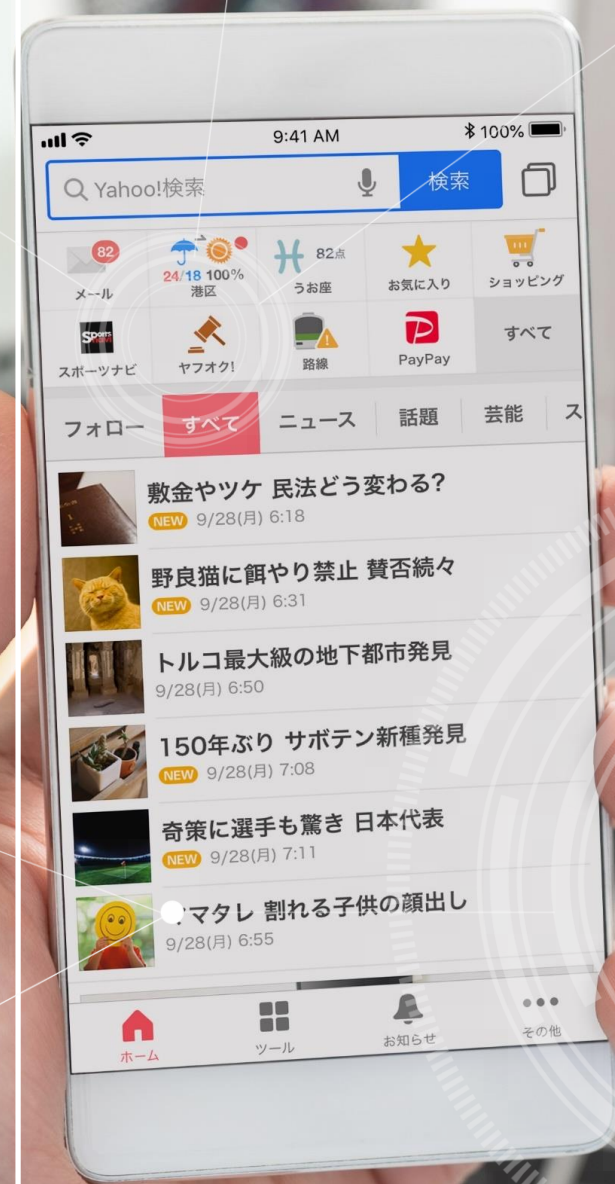 9:41 AM
100%
Yahoo!検索
検索
82
24/18 100%
82点
メール
港区
うお座
お気に入り
ショッピング
SPORTS navi
スポーツナビ
ヤフオク!
路線
PayPay
すべて
フォロー
すべて
ニュース
話題
芸能
ス
敷金やツケ 民法どう変わる?
NEW 9/28(月) 6:18
野良猫に餌やり禁止 賛否続々
NEW 9/28(月) 6:31
トルコ最大級の地下都市発見
9/28(月) 6:50
150年ぶり サボテン新種発見
NEW 9/28(月) 7:08
奇策に選手も驚き 日本代表
NEW 9/28(月) 7:11
マタレ 割れる子供の顔出し
9/28(月) 6:55
ホーム
ツール
お知らせ
その他